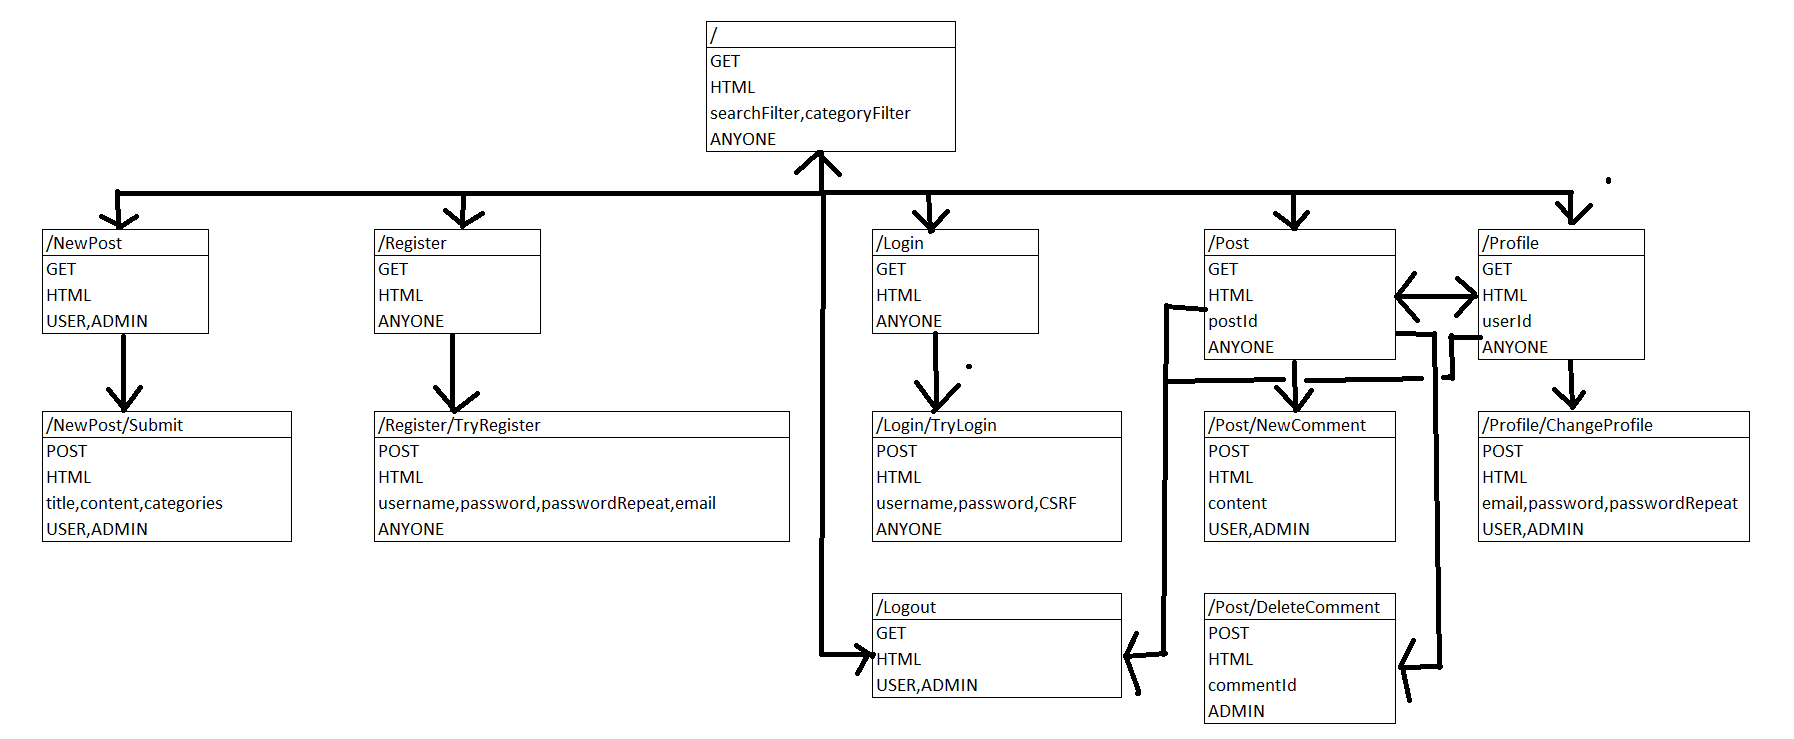 /
GET
HTML
searchFilter,categoryFilter
ANYONE
/NewPost
GET
HTML
USER,ADMIN
/Register
GET
HTML
ANYONE
/Login
GET
HTML
ANYONE
/Post
GET
HTML
postId
ANYONE
/Profile
GET
HTML
userId
ANYONE
/NewPost/Submit
POST
HTML
title,content,categories
USER,ADMIN
/Register/TryRegister
POST
HTML
username,password,passwordRepeat,email
ANYONE
/Login/TryLogin
POST
HTML
username,password,CSRF
ANYONE
/Post/NewComment
POST
HTML
content
USER,ADMIN
/Profile/ChangeProfile
POST
HTML
email,password,passwordRepeat
USER,ADMIN
/Logout
GET
HTML
USER,ADMIN
/Post/DeleteComment
POST
HTML
commentId
ADMIN